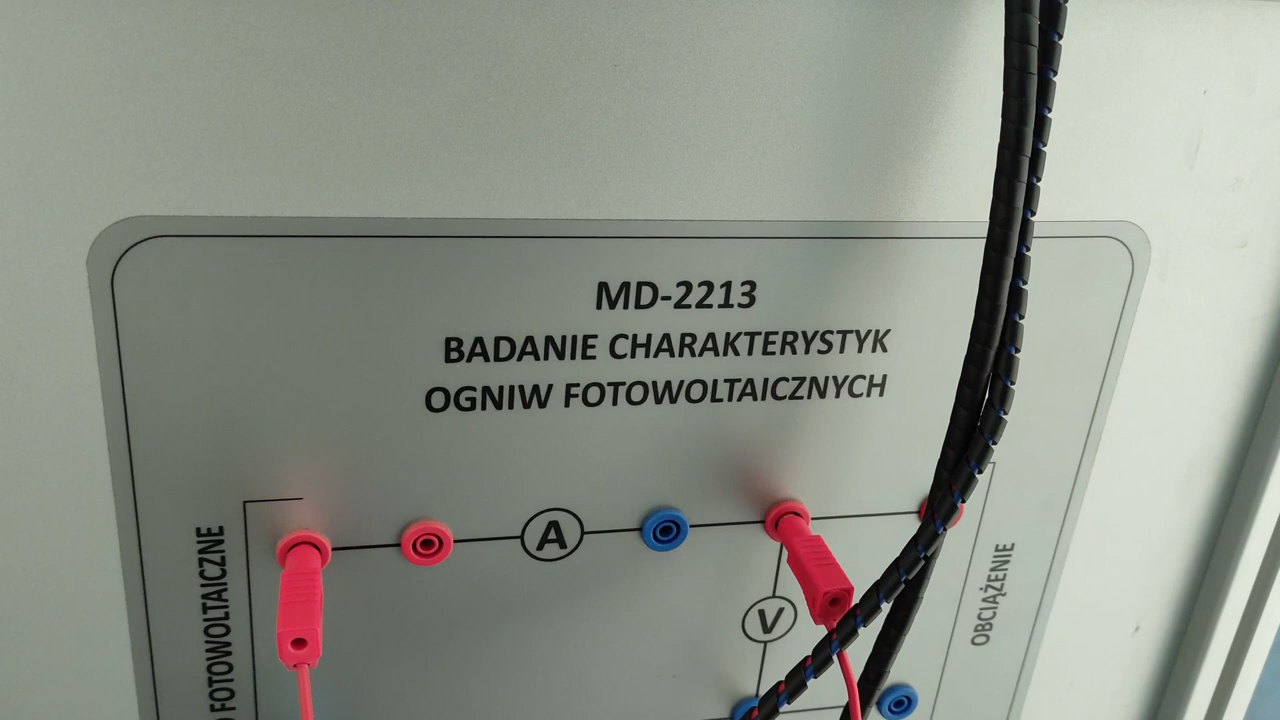 MD-2213
BADANIE CHARAKTERYSTYK
OGNIW FOTOWOLTAICZNYCH
A
V
FOTOWOLTAICZNE
OBCIĄŻENIE